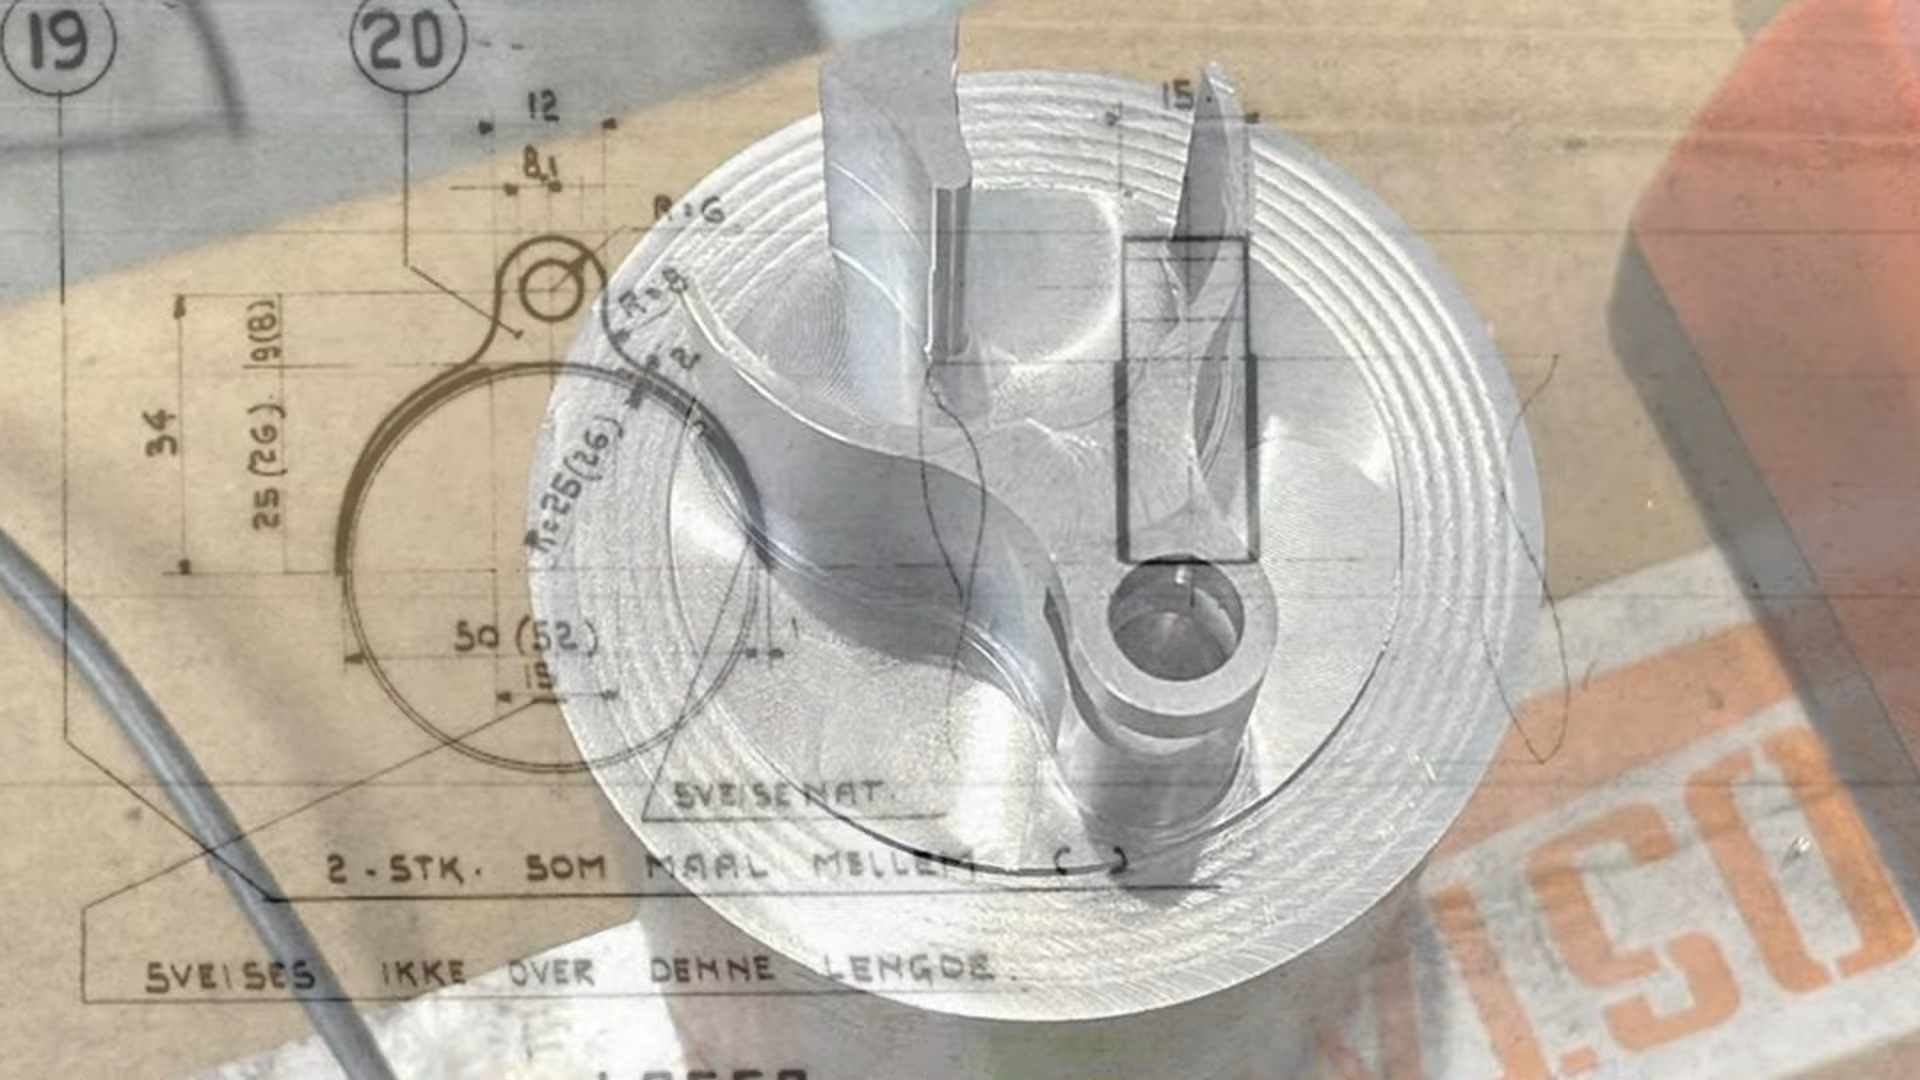 19
20
12
8,1
15
R=6
R=8
2
9(8)
34
25(26)
R=25(26)
50 (52)
1
SVEISENAT.
2 - STK. SOM MAAL MELLEM ( )
SVEISES IKKE OVER DENNE LENGDE.